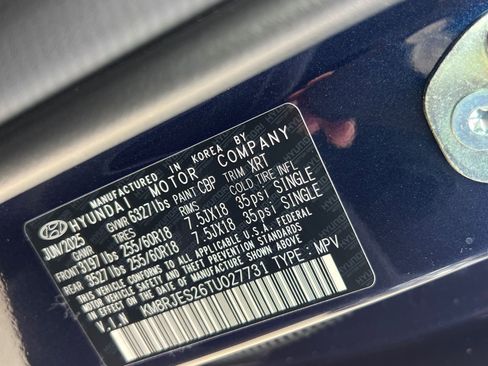 MANUFACTURED IN KOREA BY
HYUNDAI MOTOR COMPANY
JUN/2025 GVWR 6327 lbs PAINT CBP TRIM XRT
GAWR TIRES RIMS COLD TIRE INFL.
FRONT 3197 lbs 255/60R18 7.5JX18 35psi SINGLE
REAR 3527 lbs 255/60R18 7.5JX18 35psi SINGLE
THIS VEHICLE CONFORMS TO ALL APPLICABLE U.S.A. FEDERAL
MOTOR VEHICLE SAFETY, BUMPER, AND THEFT PREVENTION
STANDARDS IN EFFECT ON THE DATE OF MANUFACTURE SHOWN ABOVE.
V.I.N KM8RJES26TU027731 TYPE : MPV